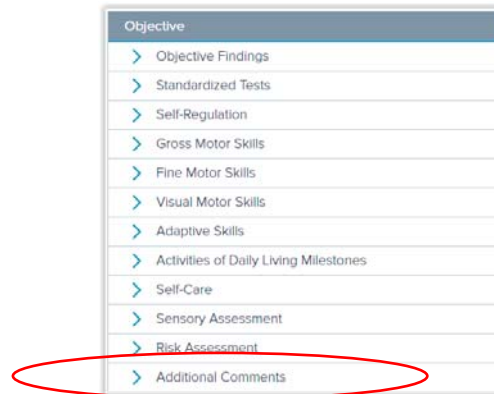 Objective
Objective Findings
Standardized Tests
Self-Regulation
Gross Motor Skills
Fine Motor Skills
Visual Motor Skills
Adaptive Skills
Activities of Daily Living Milestones
Self-Care
Sensory Assessment
Risk Assessment
Additional Comments